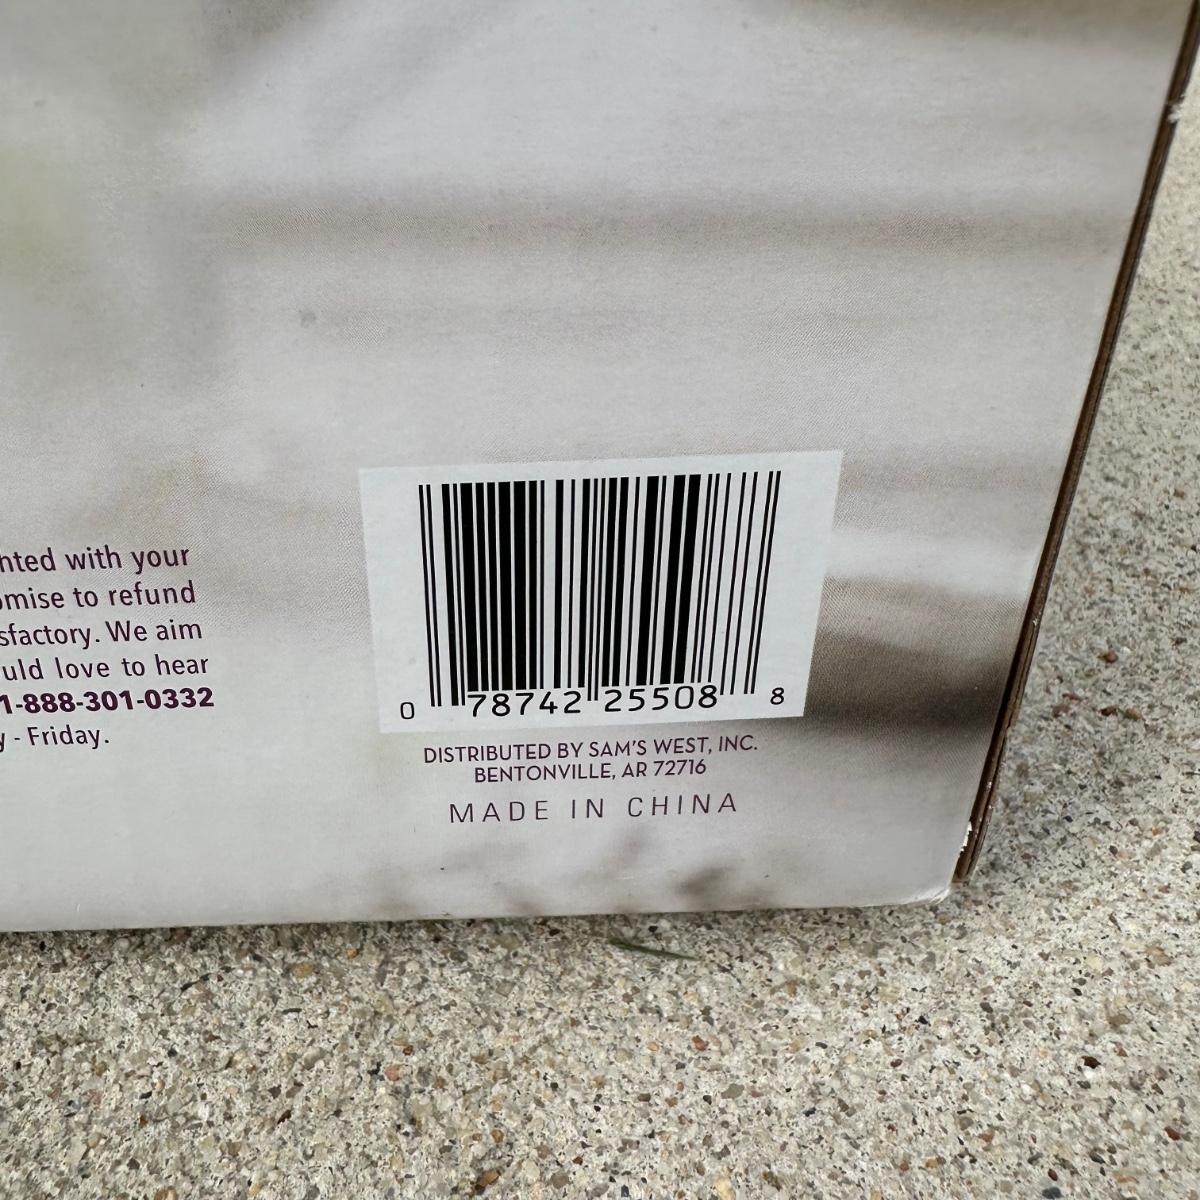 hted with your
omise to refund
sfactory. We aim
uld love to hear
1-888-301-0332
y - Friday.
0 78742 25508 8
DISTRIBUTED BY SAM'S WEST, INC.
BENTONVILLE, AR 72716
MADE IN CHINA